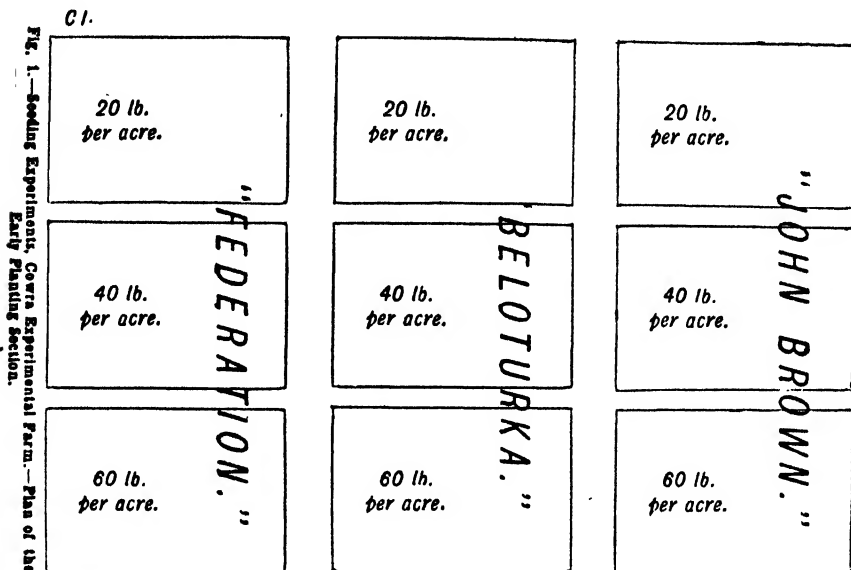 C1.
Fig. 1.—Seeding Experiments, Cowra Experimental Farm.—Plan of the
Early Planting Section.
20 lb.
per acre.
20 lb.
per acre.
20 lb.
per acre.
40 lb.
per acre.
40 lb.
per acre.
40 lb.
per acre.
60 lb.
per acre.
60 lh.
per acre.
60 lb.
per acre.
"FEDERATION."
"BELOTURKA."
"JOHN BROWN."